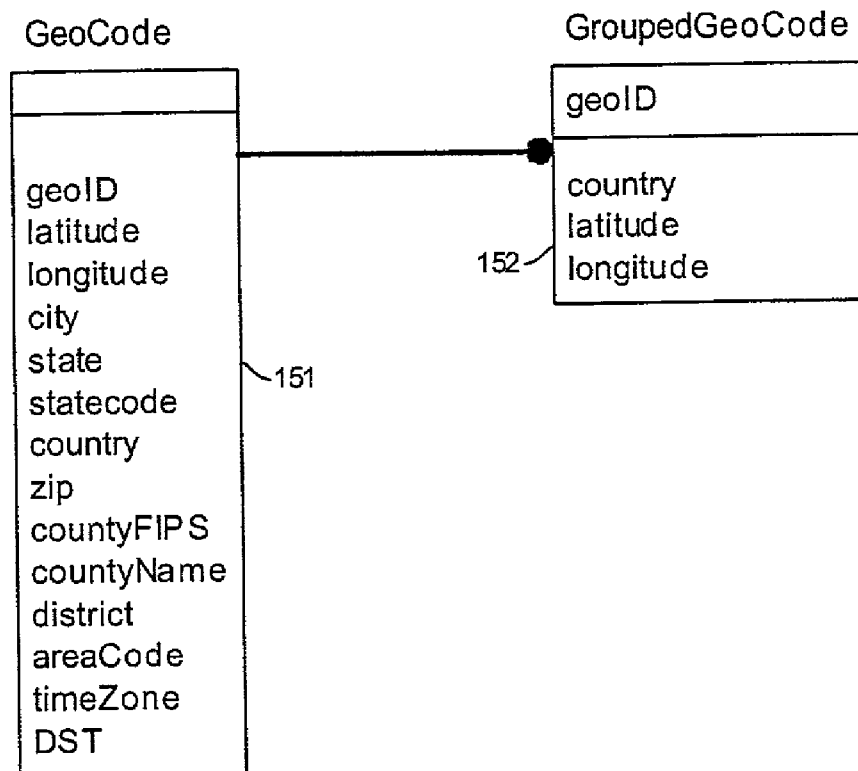 GeoCode
geoID
latitude
longitude
city
state
statecode
country
zip
countyFIPS
countyName
district
areaCode
timeZone
DST
151
GroupedGeoCode
geoID
country
latitude
longitude
152